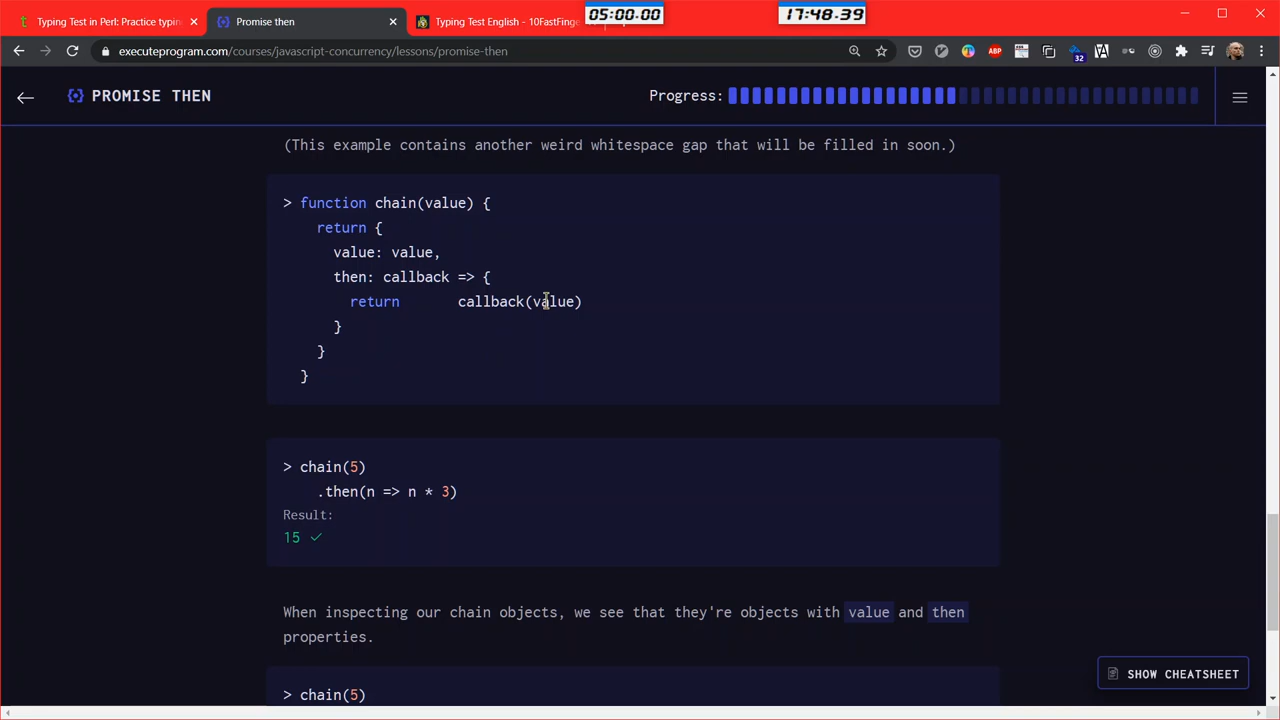 Typing Test in Perl: Practice typin
Promise then
Typing Test English - 10FastFinge
05:00.00
17:48.39
executeprogram.com/courses/javascript-concurrency/lessons/promise-then
ABP
32
PROMISE THEN
Progress:
(This example contains another weird whitespace gap that will be filled in soon.)
> function chain(value) {
return {
value: value,
then: callback => {
return callback(value)
}
}
}
> chain(5)
.then(n => n * 3)
Result:
15 ✓
When inspecting our chain objects, we see that they're objects with value and then
properties.
> chain(5)
SHOW CHEATSHEET